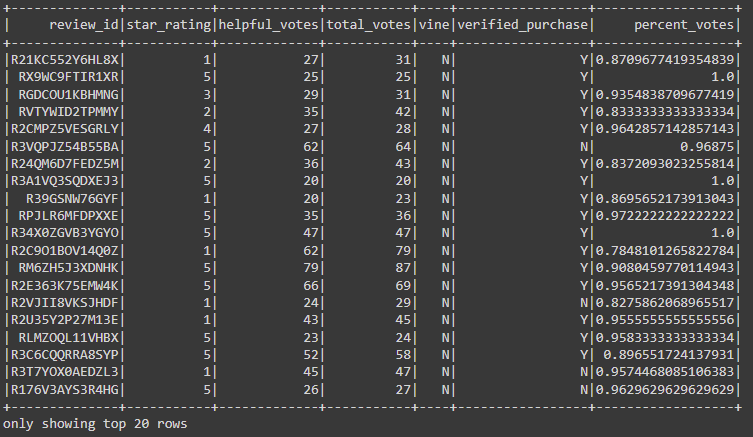 +--------------+-----------+-------------+-----------+----+-----------------+------------------+
|     review_id|star_rating|helpful_votes|total_votes|vine|verified_purchase|     percent_votes|
+--------------+-----------+-------------+-----------+----+-----------------+------------------+
|R21KC552Y6HL8X|          1|           27|         31|   N|                Y|0.8709677419354839|
| RX9WC9FTIR1XR|          5|           25|         25|   N|                Y|               1.0|
| RGDCOU1KBHMNG|          3|           29|         31|   N|                Y|0.9354838709677419|
| RVTYWID2TPMMY|          2|           35|         42|   N|                Y|0.8333333333333334|
|R2CMPZ5VESGRLY|          4|           27|         28|   N|                Y|0.9642857142857143|
|R3VQPJZ54B55BA|          5|           62|         64|   N|                N|           0.96875|
|R24QM6D7FEDZ5M|          2|           36|         43|   N|                Y|0.8372093023255814|
|R3A1VQ3SQDXEJ3|          5|           20|         20|   N|                Y|               1.0|
|  R39GSNW76GYF|          1|           20|         23|   N|                Y|0.8695652173913043|
| RPJLR6MFDPXXE|          5|           35|         36|   N|                Y|0.9722222222222222|
|R34X0ZGVB3YGYO|          5|           47|         47|   N|                Y|               1.0|
|R2C9O1BOV14Q0Z|          1|           62|         79|   N|                Y|0.7848101265822784|
| RM6ZH5J3XDNHK|          5|           79|         87|   N|                Y|0.9080459770114943|
|R2E363K75EMW4K|          5|           66|         69|   N|                Y|0.9565217391304348|
|R2VJII8VKSJHDF|          1|           24|         29|   N|                N|0.8275862068965517|
|R2U35Y2P27M13E|          1|           43|         45|   N|                Y|0.9555555555555556|
| RLMZOQL11VHBX|          5|           23|         24|   N|                Y|0.9583333333333334|
|R3C6CQQRRA8SYP|          5|           52|         58|   N|                Y| 0.896551724137931|
|R3T7YOX0AEDZL3|          1|           45|         47|   N|                N|0.9574468085106383|
|R176V3AYS3R4HG|          5|           26|         27|   N|                N|0.9629629629629629|
+--------------+-----------+-------------+-----------+----+-----------------+------------------+
only showing top 20 rows